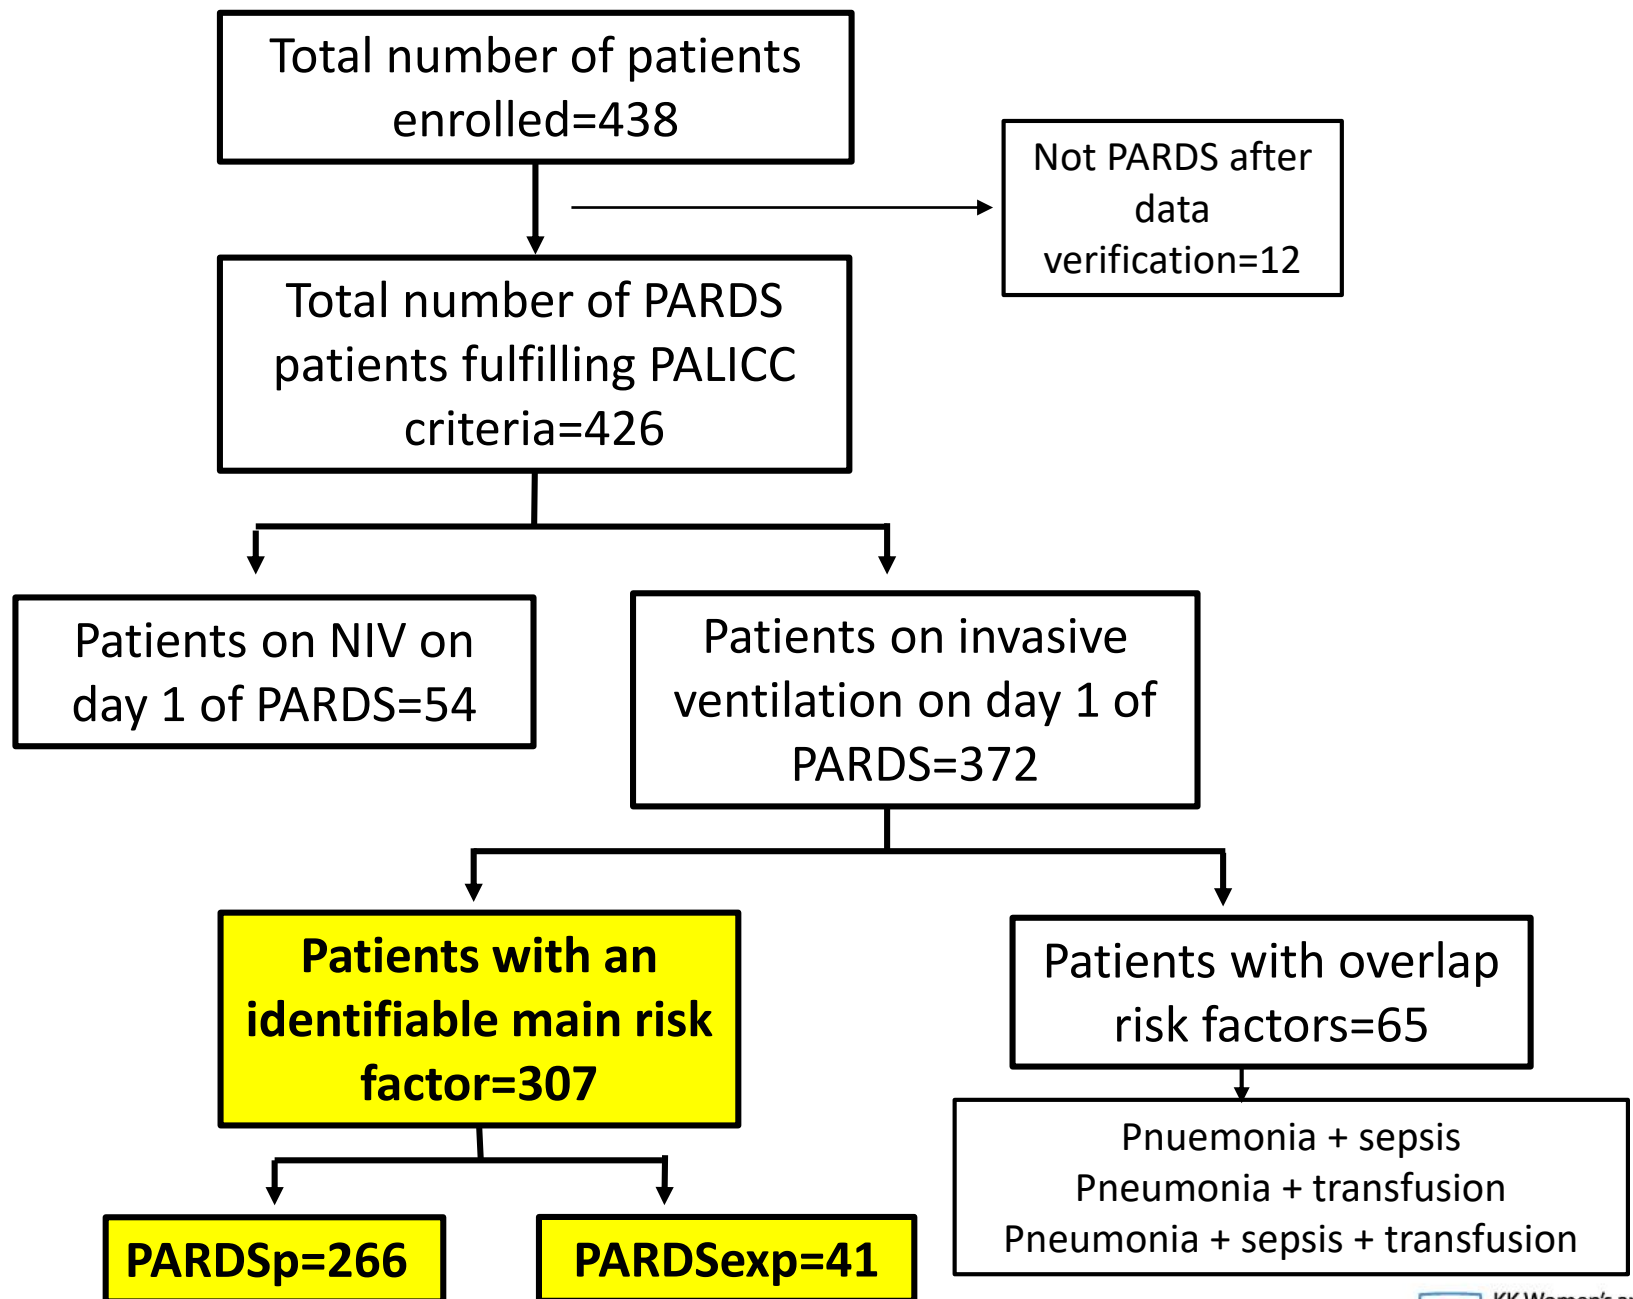 Total number of patients
enrolled=438
Not PARDS after
data
verification=12
Total number of PARDS
patients fulfilling PALICC
criteria=426
Patients on NIV on
day 1 of PARDS=54
Patients on invasive
ventilation on day 1 of
PARDS=372
Patients with an
identifiable main risk
factor=307
Patients with overlap
risk factors=65
Pnuemonia + sepsis
Pneumonia + transfusion
Pneumonia + sepsis + transfusion
PARDSp=266
PARDSexp=41
KK Women's